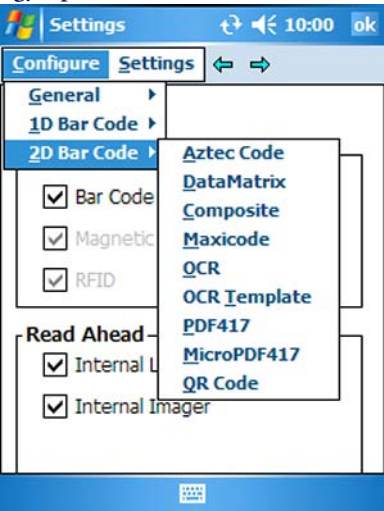 Settings 10:00 ok
Configure Settings
General
1D Bar Code
2D Bar Code
Aztec Code
DataMatrix
Composite
Maxicode
OCR
OCR Template
PDF417
MicroPDF417
QR Code
Bar Code
Magnetic
RFID
Read Ahead
Internal L
Internal Imager